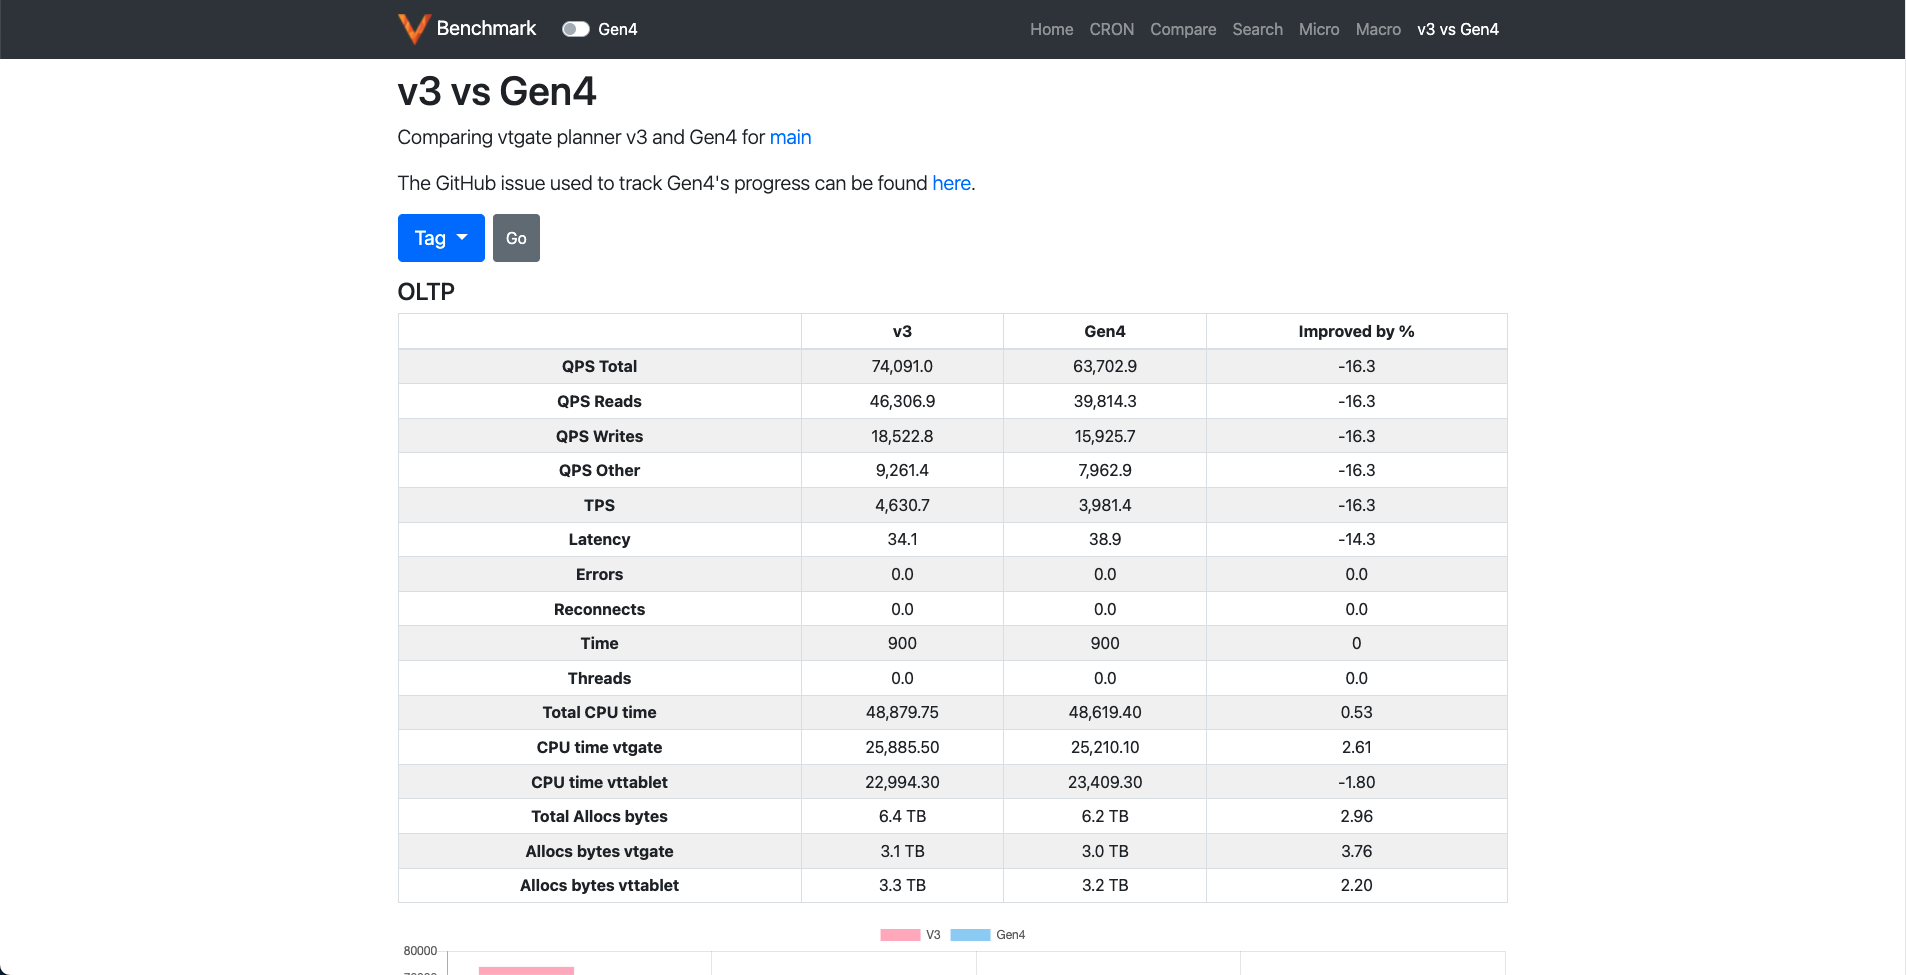 Benchmark Gen4 Home CRON Compare Search Micro Macro v3 vs Gen4
v3 vs Gen4
Comparing vtgate planner v3 and Gen4 for main
The GitHub issue used to track Gen4's progress can be found here.
Tag Go
OLTP
v3 Gen4 Improved by %
QPS Total 74,091.0 63,702.9 -16.3
QPS Reads 46,306.9 39,814.3 -16.3
QPS Writes 18,522.8 15,925.7 -16.3
QPS Other 9,261.4 7,962.9 -16.3
TPS 4,630.7 3,981.4 -16.3
Latency 34.1 38.9 -14.3
Errors 0.0 0.0 0.0
Reconnects 0.0 0.0 0.0
Time 900 900 0
Threads 0.0 0.0 0.0
Total CPU time 48,879.75 48,619.40 0.53
CPU time vtgate 25,885.50 25,210.10 2.61
CPU time vttablet 22,994.30 23,409.30 -1.80
Total Allocs bytes 6.4 TB 6.2 TB 2.96
Allocs bytes vtgate 3.1 TB 3.0 TB 3.76
Allocs bytes vttablet 3.3 TB 3.2 TB 2.20
V3 Gen4
80000